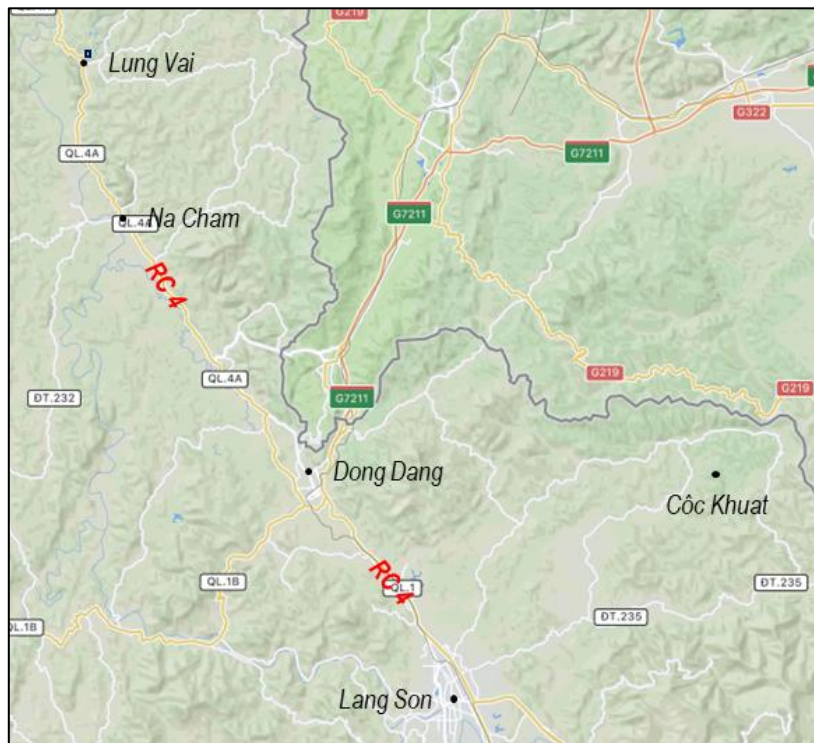 G219
G219
Lung Vai
G322
QL.4A
G7211
G7211
QL.4A
Na Cham
RC 4
G219
G219
QL.4A
G7211
ĐT.232
Dong Dang
Côc Khuat
QL.1B
RC 4
QL.1
ĐT.235
ĐT.235
QL.1B
Lang Son